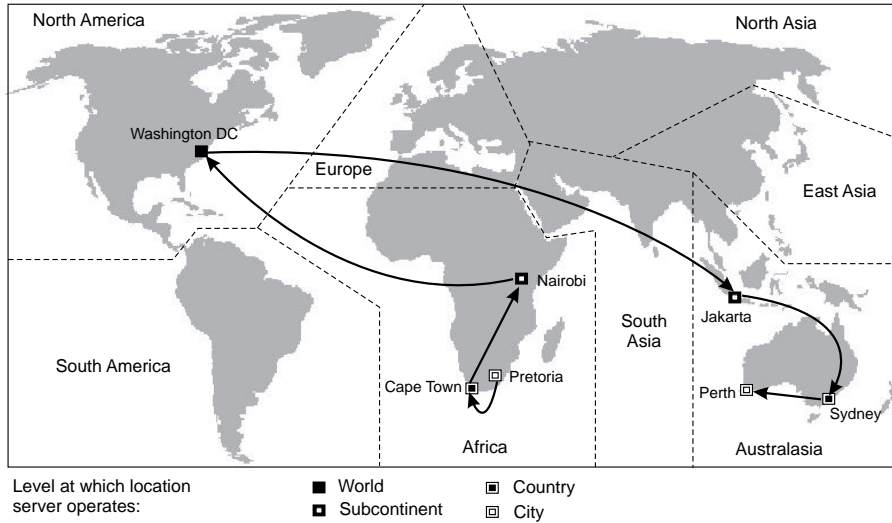 North America
North Asia
Washington DC
Europe
East Asia
Nairobi
South
Asia
Jakarta
South America
Cape Town
Pretoria
Perth
Sydney
Africa
Australasia
Level at which location
server operates:
World
Country
Subcontinent
City